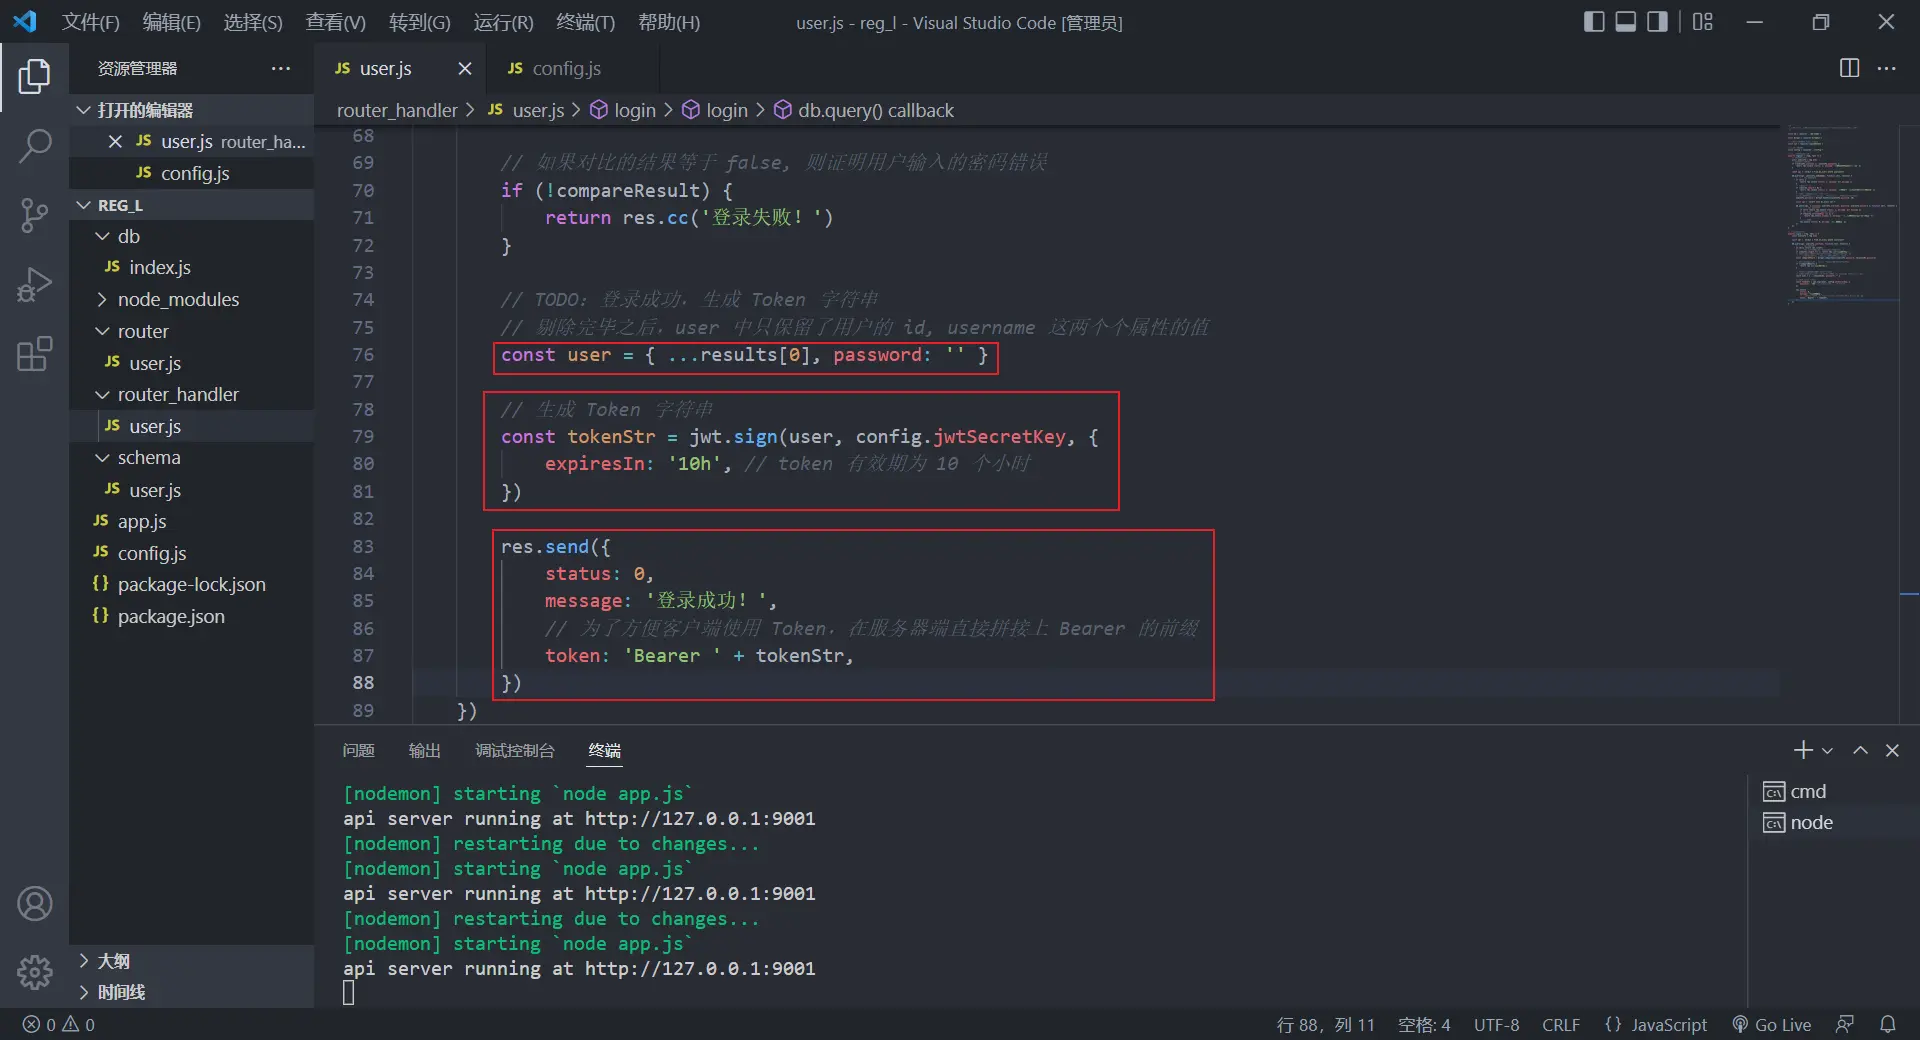 文件(F) 编辑(E) 选择(S) 查看(V) 转到(G) 运行(R) 终端(T) 帮助(H) user.js - reg_l - Visual Studio Code [管理员]
资源管理器
打开的编辑器
user.js router_ha...
config.js
REG_L
db
index.js
node_modules
router
user.js
router_handler
user.js
schema
user.js
app.js
config.js
package-lock.json
package.json
大纲
时间线
user.js config.js
router_handler > user.js > login > login > db.query() callback
68
69 // 如果对比的结果等于 false, 则证明用户输入的密码错误
70 if (!compareResult) {
71 return res.cc('登录失败！')
72 }
73
74 // TODO：登录成功，生成 Token 字符串
75 // 剔除完毕之后，user 中只保留了用户的 id, username 这两个个属性的值
76 const user = { ...results[0], password: '' }
77
78 // 生成 Token 字符串
79 const tokenStr = jwt.sign(user, config.jwtSecretKey, {
80 expiresIn: '10h', // token 有效期为 10 个小时
81 })
82
83 res.send({
84 status: 0,
85 message: '登录成功！',
86 // 为了方便客户端使用 Token，在服务器端直接拼接上 Bearer 的前缀
87 token: 'Bearer ' + tokenStr,
88 })
89 })
问题 输出 调试控制台 终端
[nodemon] starting `node app.js`
api server running at http://127.0.0.1:9001
[nodemon] restarting due to changes...
[nodemon] starting `node app.js`
api server running at http://127.0.0.1:9001
[nodemon] restarting due to changes...
[nodemon] starting `node app.js`
api server running at http://127.0.0.1:9001
cmd
node
0 0 行 88，列 11 空格: 4 UTF-8 CRLF {} JavaScript Go Live